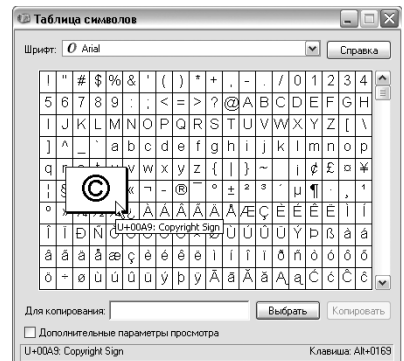 Таблица символов
Шрифт: O Arial Справка
! " # $ % & ' ( ) * + , - . / 0 1 2 3 4
5 6 7 8 9 : ; < = > ? @ A B C D E F G H
I J K L M N O P Q R S T U V W X Y Z [ \
] ^ _ ` a b c d e f g h i j k l m n o p
q r v w x y z { | } ~ ¡ ¢ £ ¤ ¥
¦ § © « ¬ - ® ¯ ° ± ² ³ ´ µ ¶ · ¸ ¹
º » ¿ À Á Â Ã Ä Å Æ Ç È É Ê Ë Ì Í
Î Ï Ð Ñ Ø Ù Ú Û Ü Ý Þ ß à á
U+00A9: Copyright Sign
â ã ä å æ ç è é ê ë ì í î ï ð ñ ò ó ô õ
ö ÷ ø ù ú û ü ý þ ÿ Ā ā Ă ă Ą ą Ć ć Ĉ ĉ
Для копирования: Выбрать Копировать
Дополнительные параметры просмотра
U+00A9: Copyright Sign Клавиша: Alt+0169